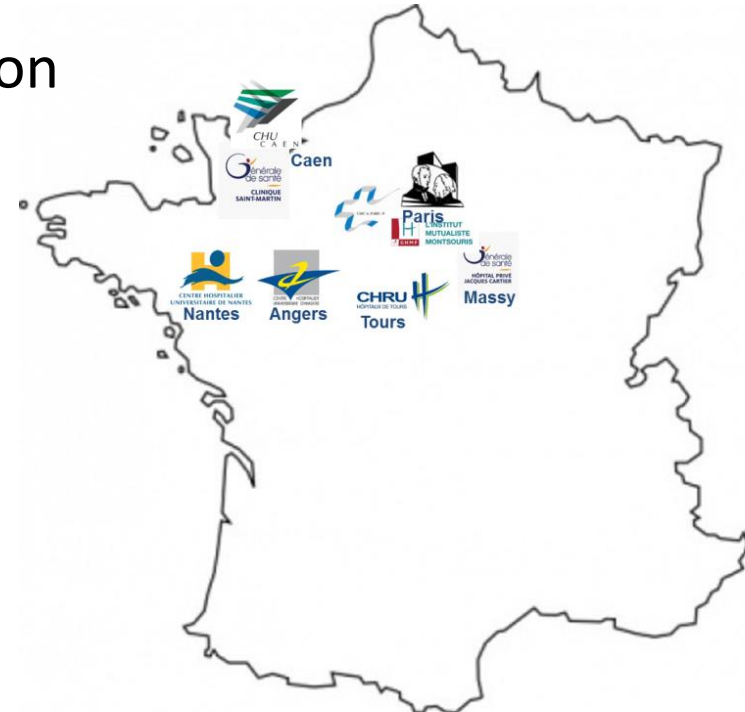 on
CHU
CAEN
Générale
de santé
CLINIQUE
SAINT-MARTIN
Caen
Paris
L'INSTITUT
MUTUALISTE
MONTSOURIS
Générale
de santé
HÔPITAL PRIVÉ
JACQUES CARTIER
Massy
CENTRE HOSPITALIER
UNIVERSITAIRE DE NANTES
Nantes
Angers
CHRU
HÔPITAUX DE TOURS
Tours